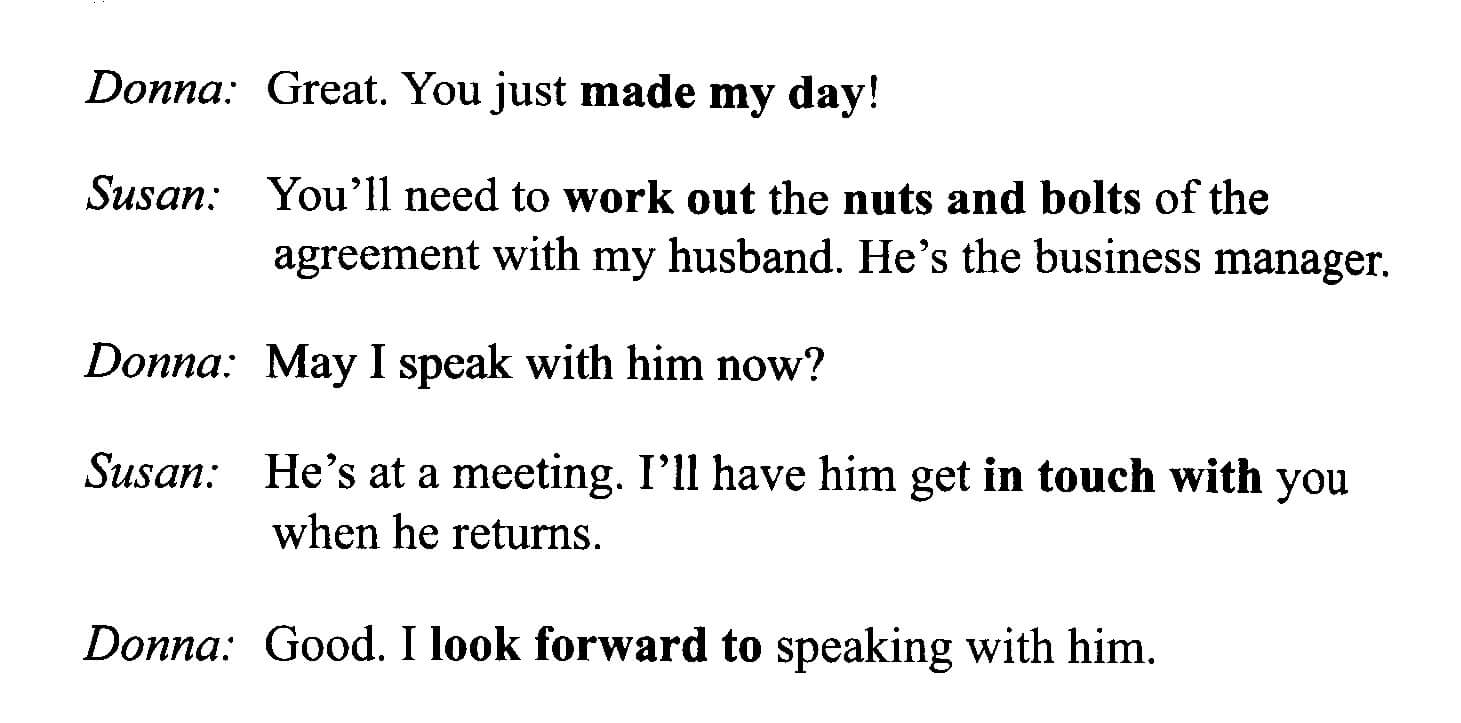 Donna: Great. You just made my day!
Susan: You'll need to work out the nuts and bolts of the
agreement with my husband. He's the business manager.
Donna: May I speak with him now?
Susan: He's at a meeting. I'll have him get in touch with you
when he returns.
Donna: Good. I look forward to speaking with him.